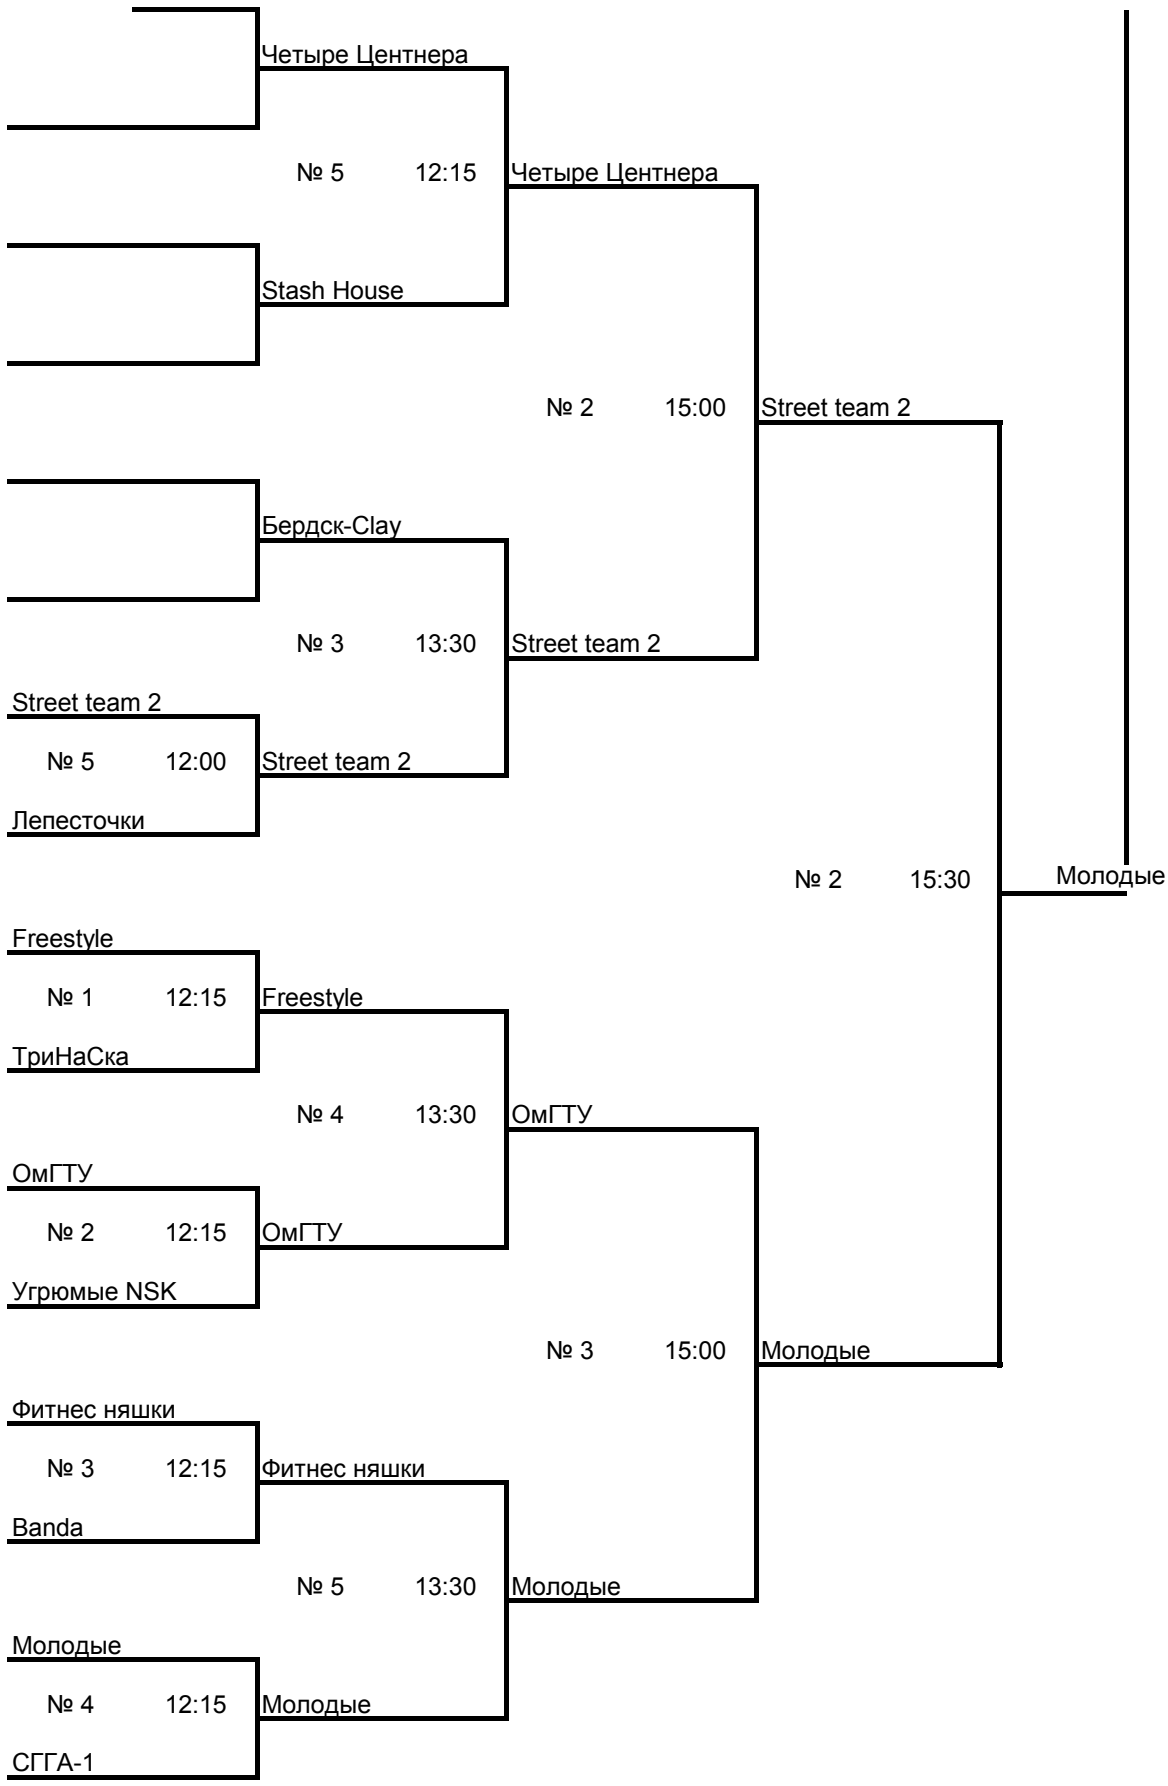 Четыре Центнера
№ 5 12:15 Четыре Центнера
Stash House
№ 2 15:00 Street team 2
Бердск-Clay
№ 3 13:30 Street team 2
Street team 2
№ 5 12:00 Street team 2
Лепесточки
№ 2 15:30 Молодые
Freestyle
№ 1 12:15 Freestyle
ТриНаСка
№ 4 13:30 ОмГТУ
ОмГТУ
№ 2 12:15 ОмГТУ
Угрюмые NSK
№ 3 15:00 Молодые
Фитнес няшки
№ 3 12:15 Фитнес няшки
Banda
№ 5 13:30 Молодые
Молодые
№ 4 12:15 Молодые
СГГА-1